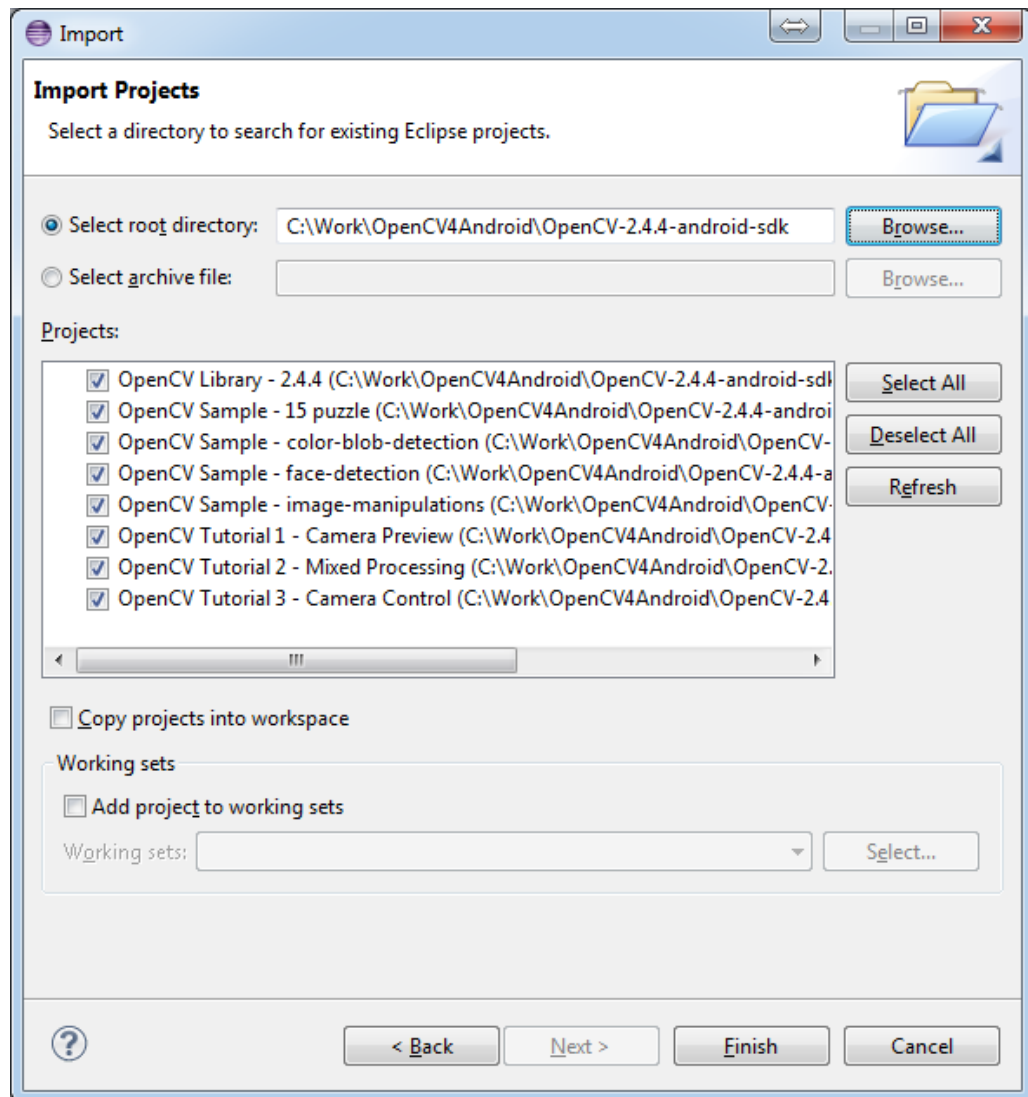 Import
Import Projects
Select a directory to search for existing Eclipse projects.
Select root directory: C:\Work\OpenCV4Android\OpenCV-2.4.4-android-sdk Browse...
Select archive file: Browse...
Projects:
OpenCV Library - 2.4.4 (C:\Work\OpenCV4Android\OpenCV-2.4.4-android-sdk
OpenCV Sample - 15 puzzle (C:\Work\OpenCV4Android\OpenCV-2.4.4-androi
OpenCV Sample - color-blob-detection (C:\Work\OpenCV4Android\OpenCV-
OpenCV Sample - face-detection (C:\Work\OpenCV4Android\OpenCV-2.4.4-a
OpenCV Sample - image-manipulations (C:\Work\OpenCV4Android\OpenCV-
OpenCV Tutorial 1 - Camera Preview (C:\Work\OpenCV4Android\OpenCV-2.4
OpenCV Tutorial 2 - Mixed Processing (C:\Work\OpenCV4Android\OpenCV-2.
OpenCV Tutorial 3 - Camera Control (C:\Work\OpenCV4Android\OpenCV-2.4
Select All
Deselect All
Refresh
Copy projects into workspace
Working sets
Add project to working sets
Working sets: Select...
? < Back Next > Finish Cancel